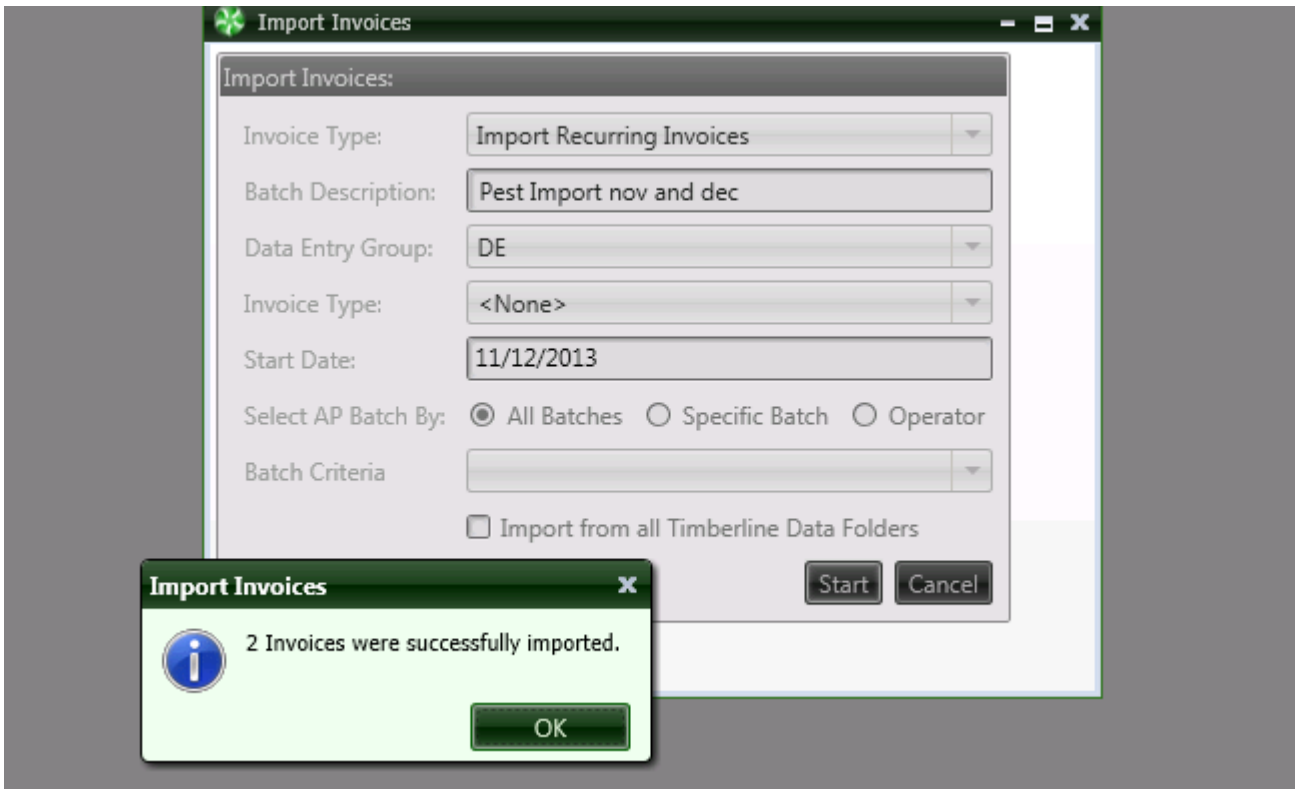 Import Invoices
Import Invoices:
Invoice Type: Import Recurring Invoices
Batch Description: Pest Import nov and dec
Data Entry Group: DE
Invoice Type: <None>
Start Date: 11/12/2013
Select AP Batch By: All Batches Specific Batch Operator
Batch Criteria
Import from all Timberline Data Folders
Start Cancel
Import Invoices
2 Invoices were successfully imported.
OK